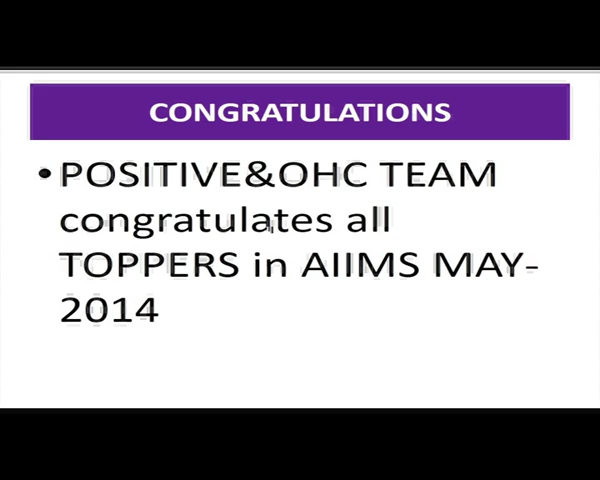 CONGRATULATIONS
• POSITIVE&OHC TEAM
congratulates all
TOPPERS in AIIMS MAY-
2014